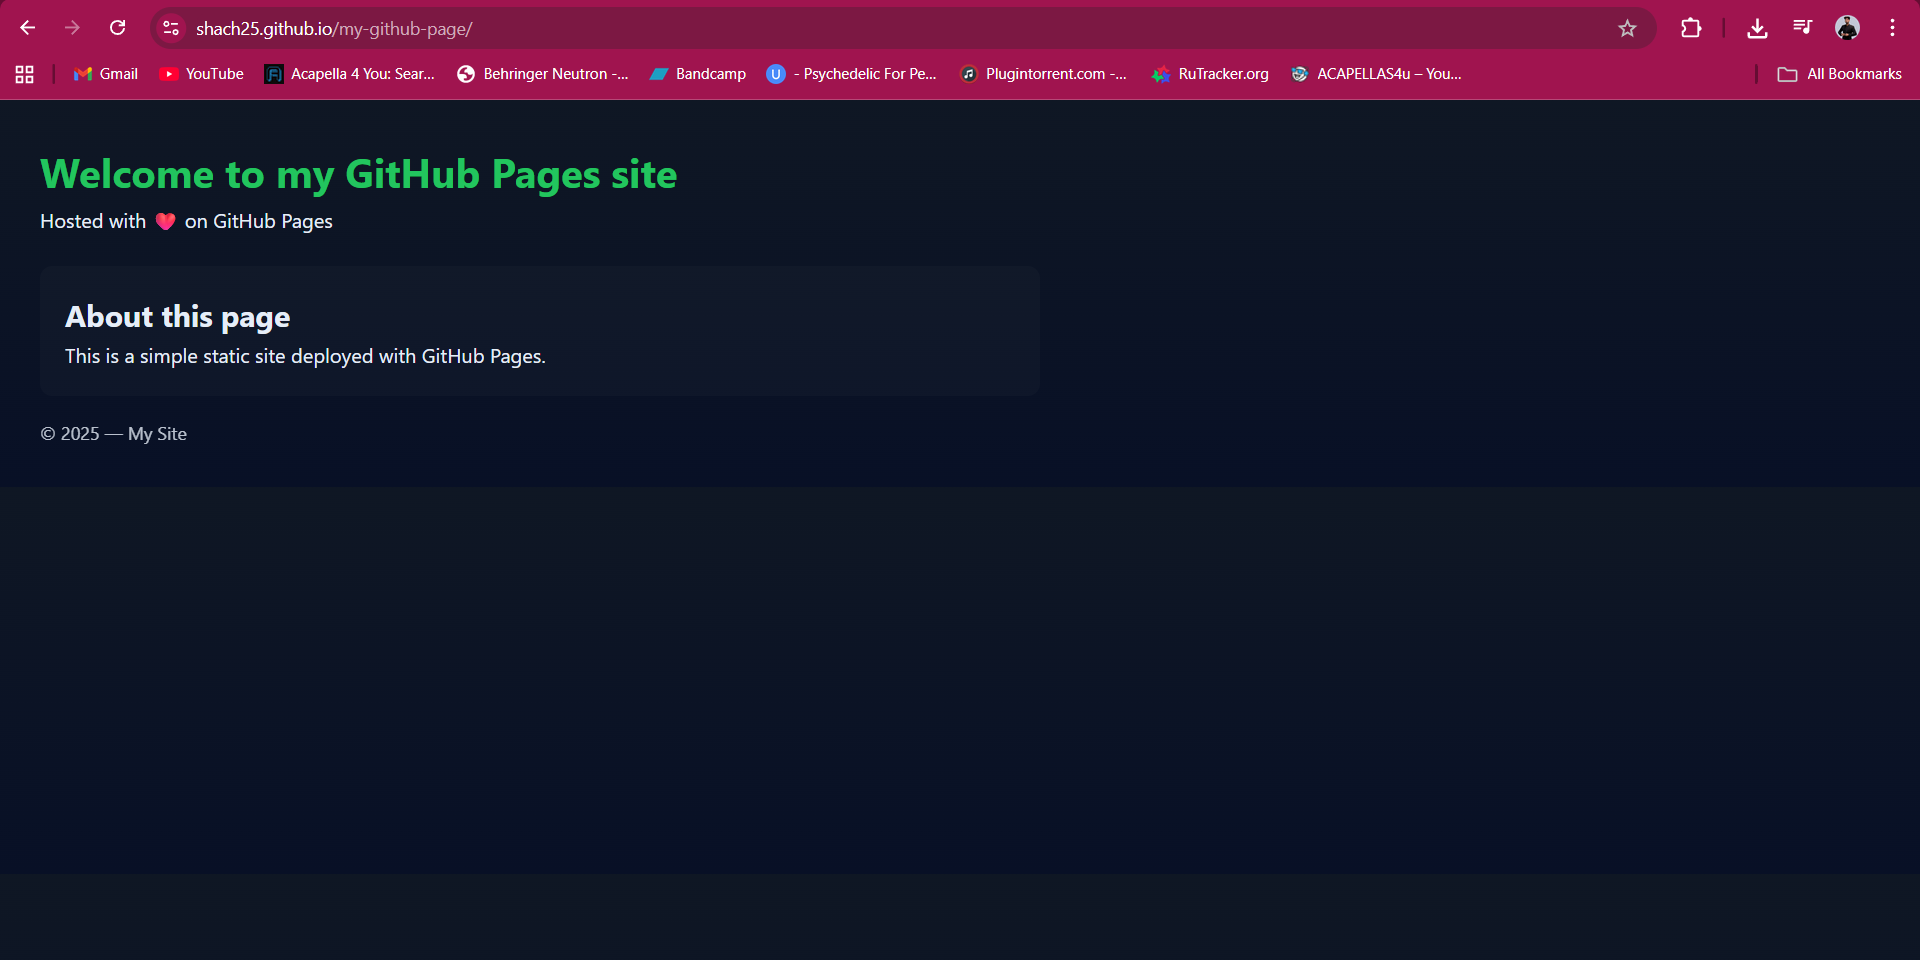 shach25.github.io/my-github-page/
Gmail YouTube Acapella 4 You: Sear... Behringer Neutron -... Bandcamp U - Psychedelic For Pe... Plugintorrent.com -... RuTracker.org ACAPELLAS4u – You... All Bookmarks
Welcome to my GitHub Pages site
Hosted with ❤️ on GitHub Pages
About this page
This is a simple static site deployed with GitHub Pages.
© 2025 — My Site